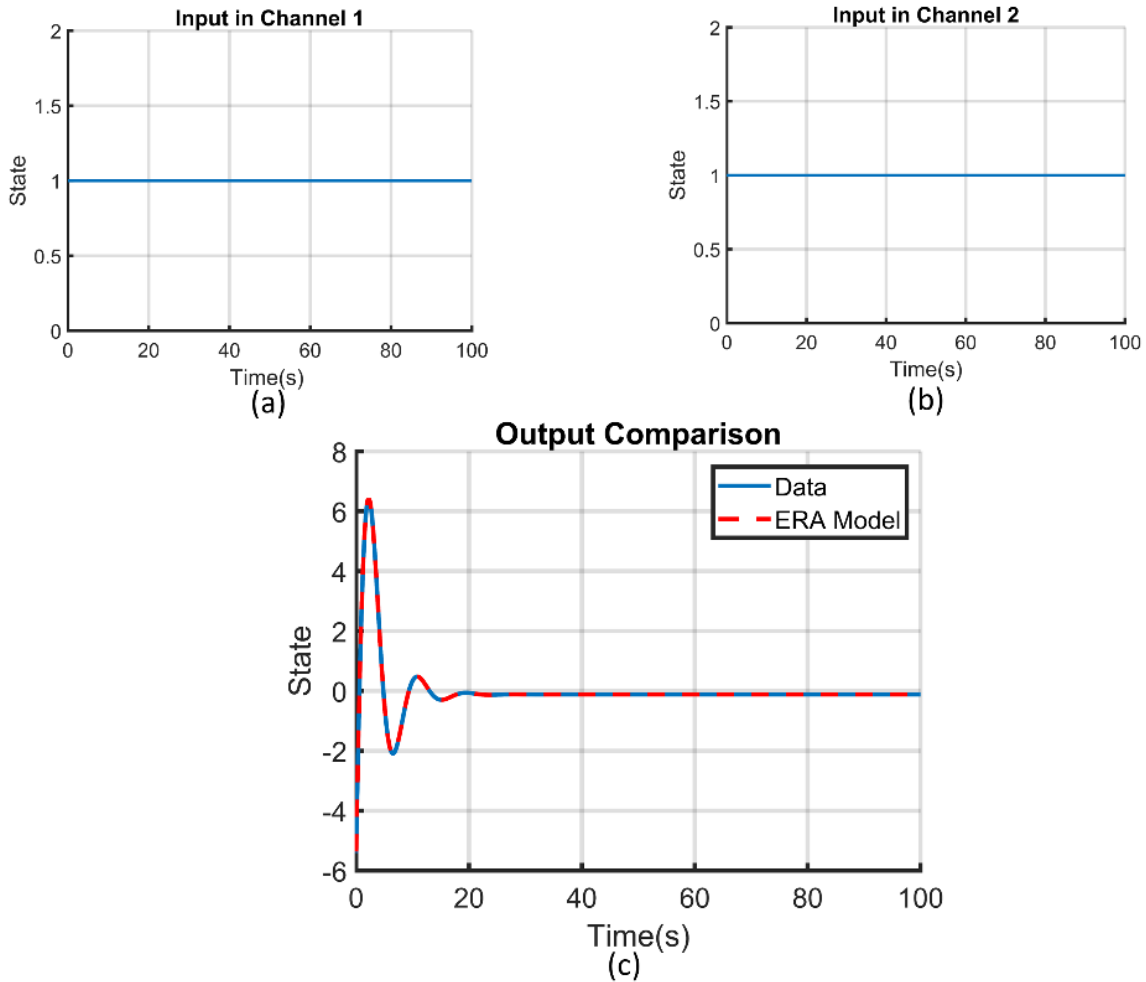 Input in Channel 1
2
1.5
1
0.5
0
State
0 20 40 60 80 100
Time(s)
(a)
Input in Channel 2
2
1.5
1
0.5
0
State
0 20 40 60 80 100
Time(s)
(b)
Output Comparison
8
6
4
2
0
-2
-4
-6
State
Data
ERA Model
0 20 40 60 80 100
Time(s)
(c)